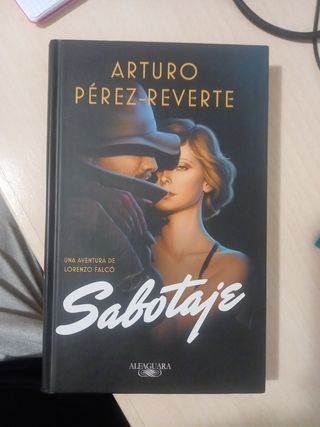 ARTURO
PÉREZ-REVERTE
UNA AVENTURA DE
LORENZO FALCÓ
Sabotaje
ALFAGUARA